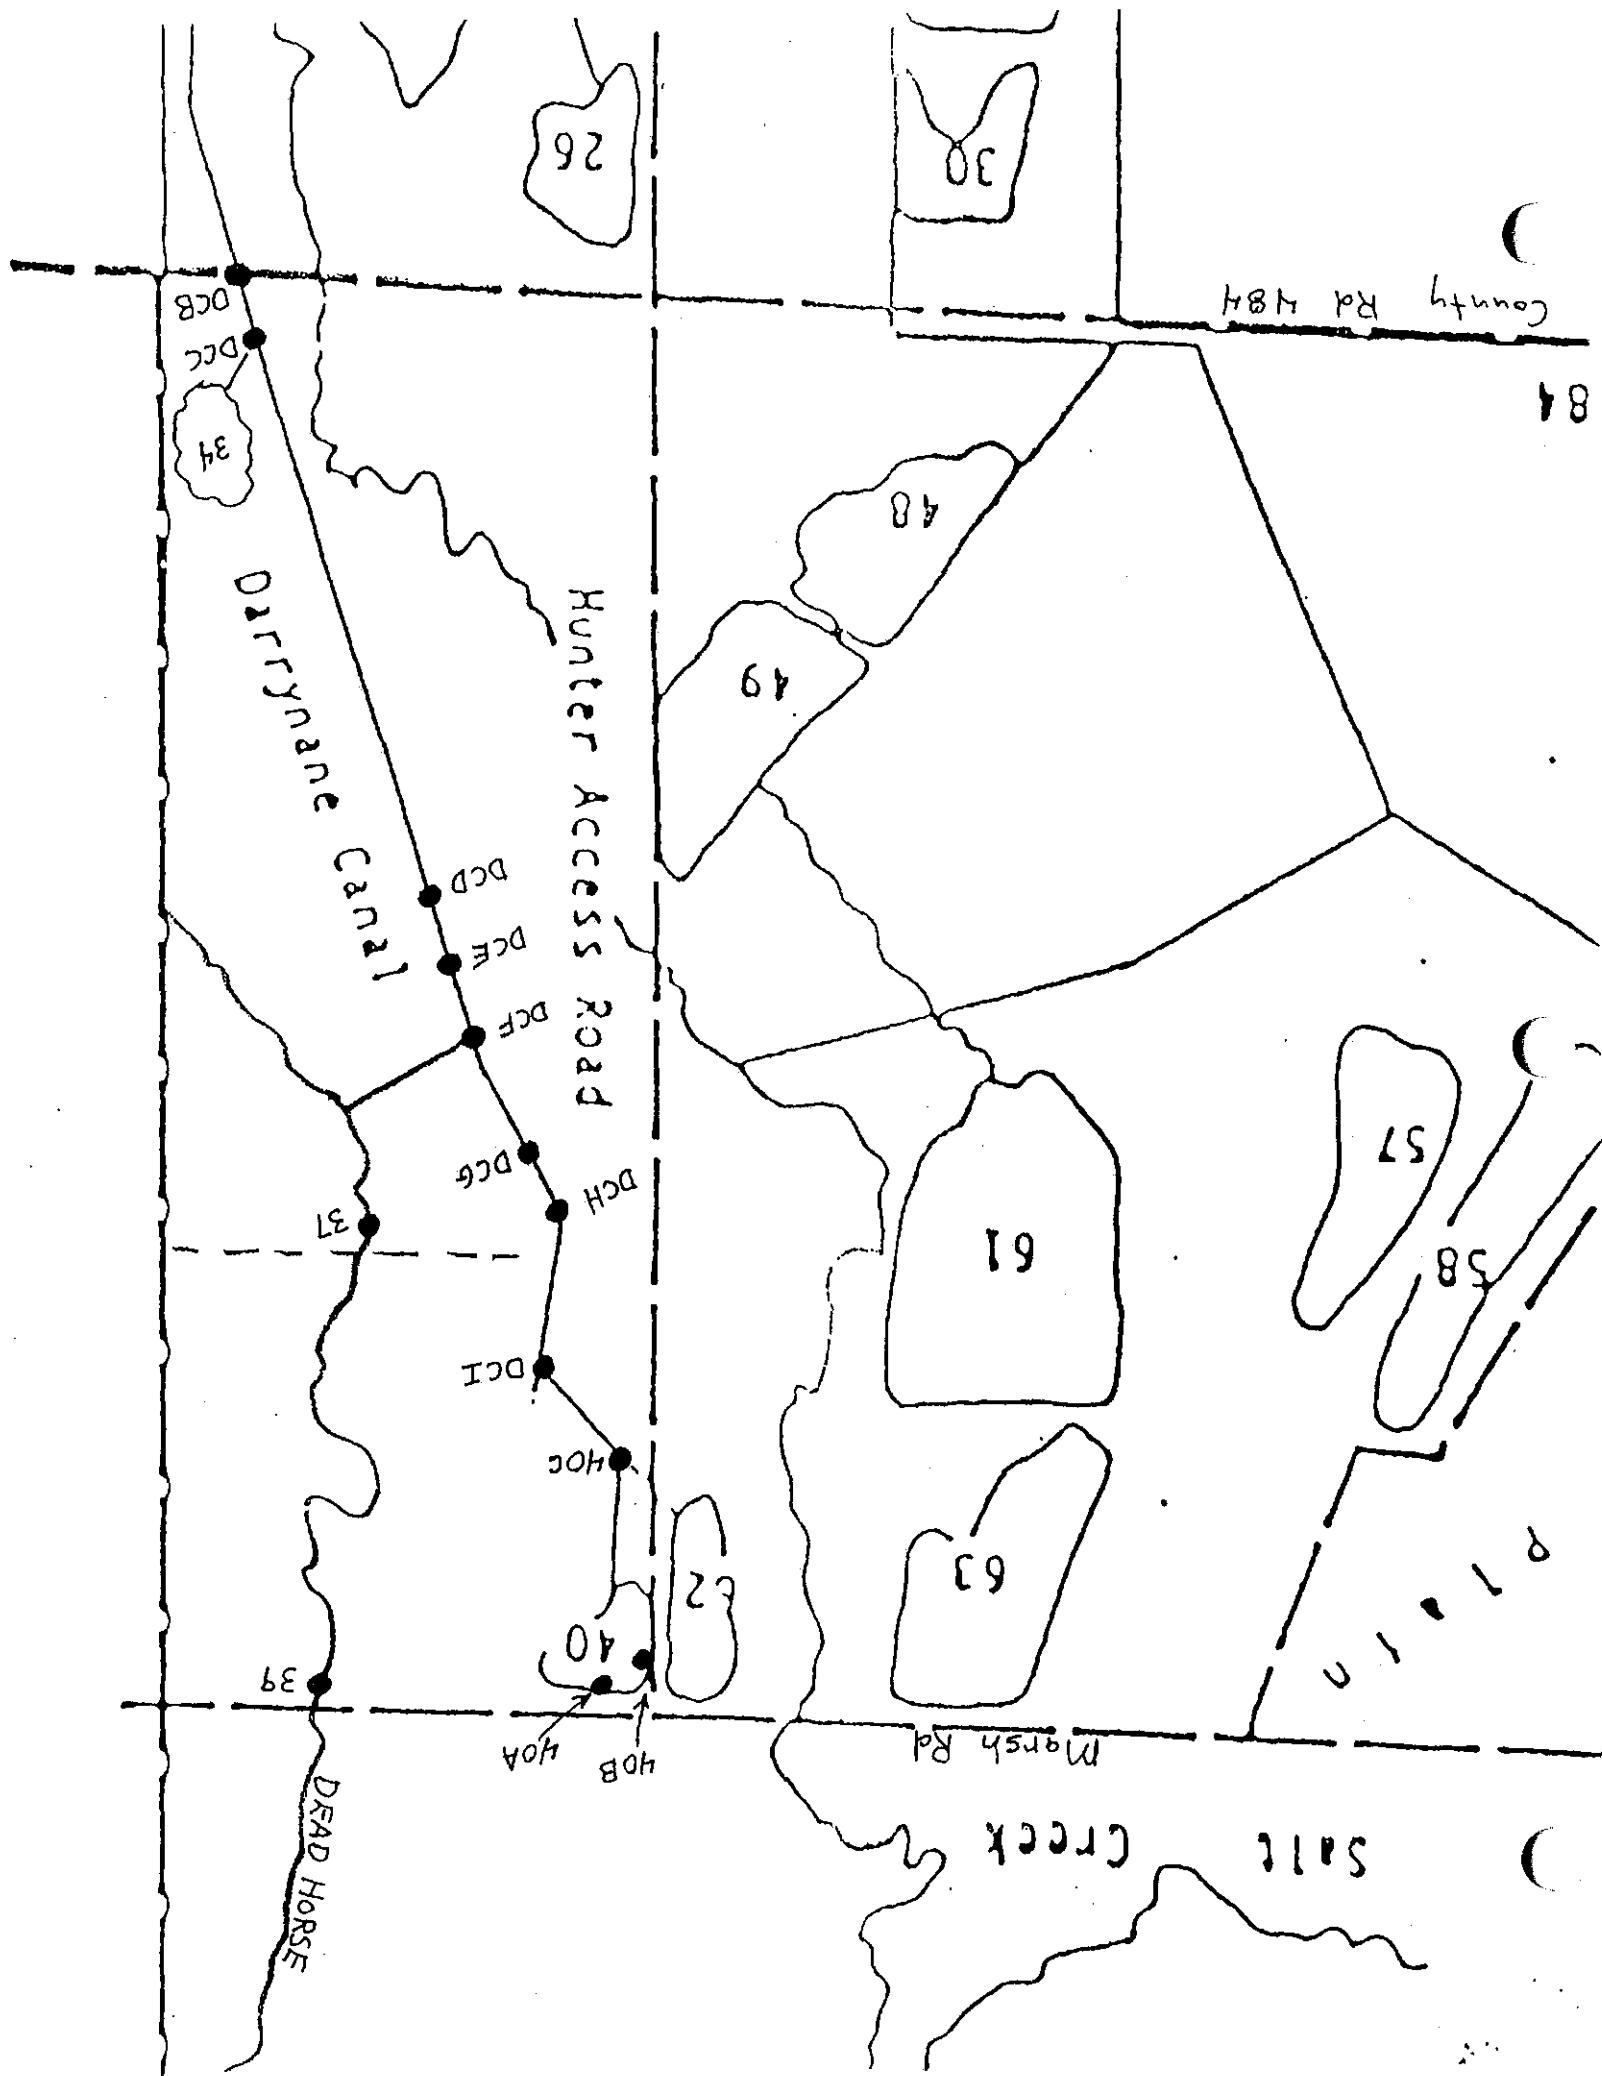 26
30
DCB
County Rd 484
DCC
84
34
48
Darrynane Canal
Hunter Access Road
49
DCD
DCE
DCF
DCG
DCH
57
37
61
58
DCI
40C
62
63
Plain
40
39
40A
40B
Marsh Rd
Salt Creek
DEAD HORSE